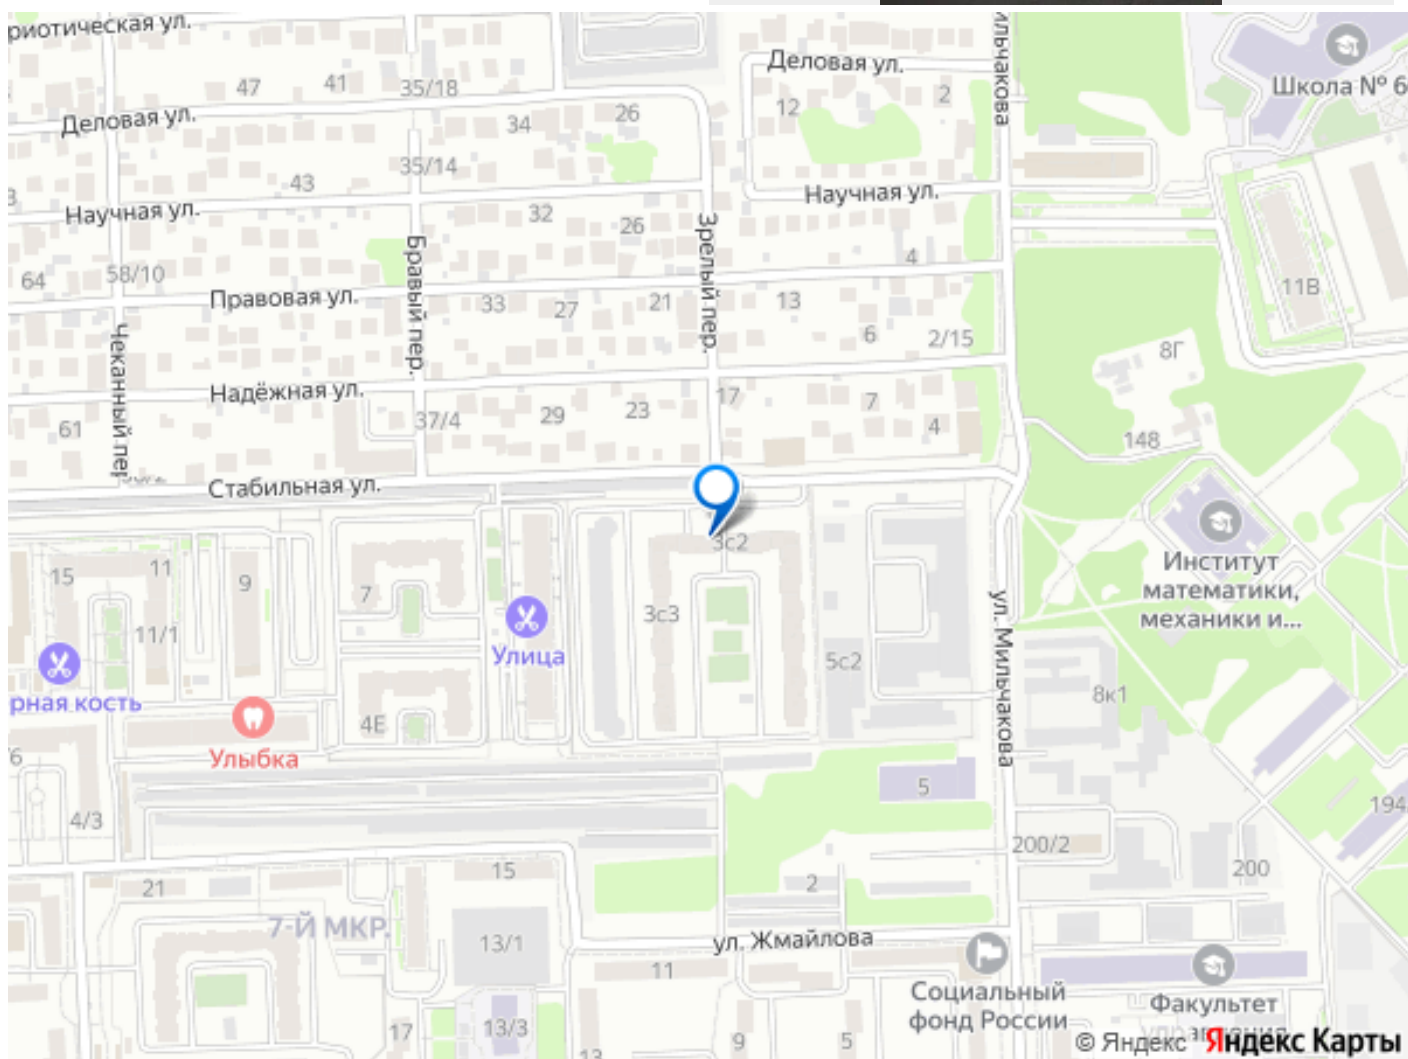 риотическая ул.
ильчакова
Деловая ул.
Школа № 6
47
41
35/18
2
12
26
Деловая ул.
34
35/14
43
Научная ул.
Научная ул.
32
26
Зрелый пер.
Бравый пер.
4
58/10
64
11В
Правовая ул.
33
27
21
13
6
2/15
8Г
Чеканный пер
Надёжная ул.
17
7
37/4
29
23
4
61
148
Стабильная ул.
3с2
Институт
математики,
механики и...
15
11
9
7
3с3
ул. Мильчакова
11/1
Улица
5с2
рная кость
8к1
4Е
Улыбка
5
4/3
194
200/2
15
200
21
2
7-Й МКР.
13/1
ул. Жмайлова
11
Социальный
фонд России
Факультет
управления
17
13/3
9
5
13
© Яндекс Яндекс Карты